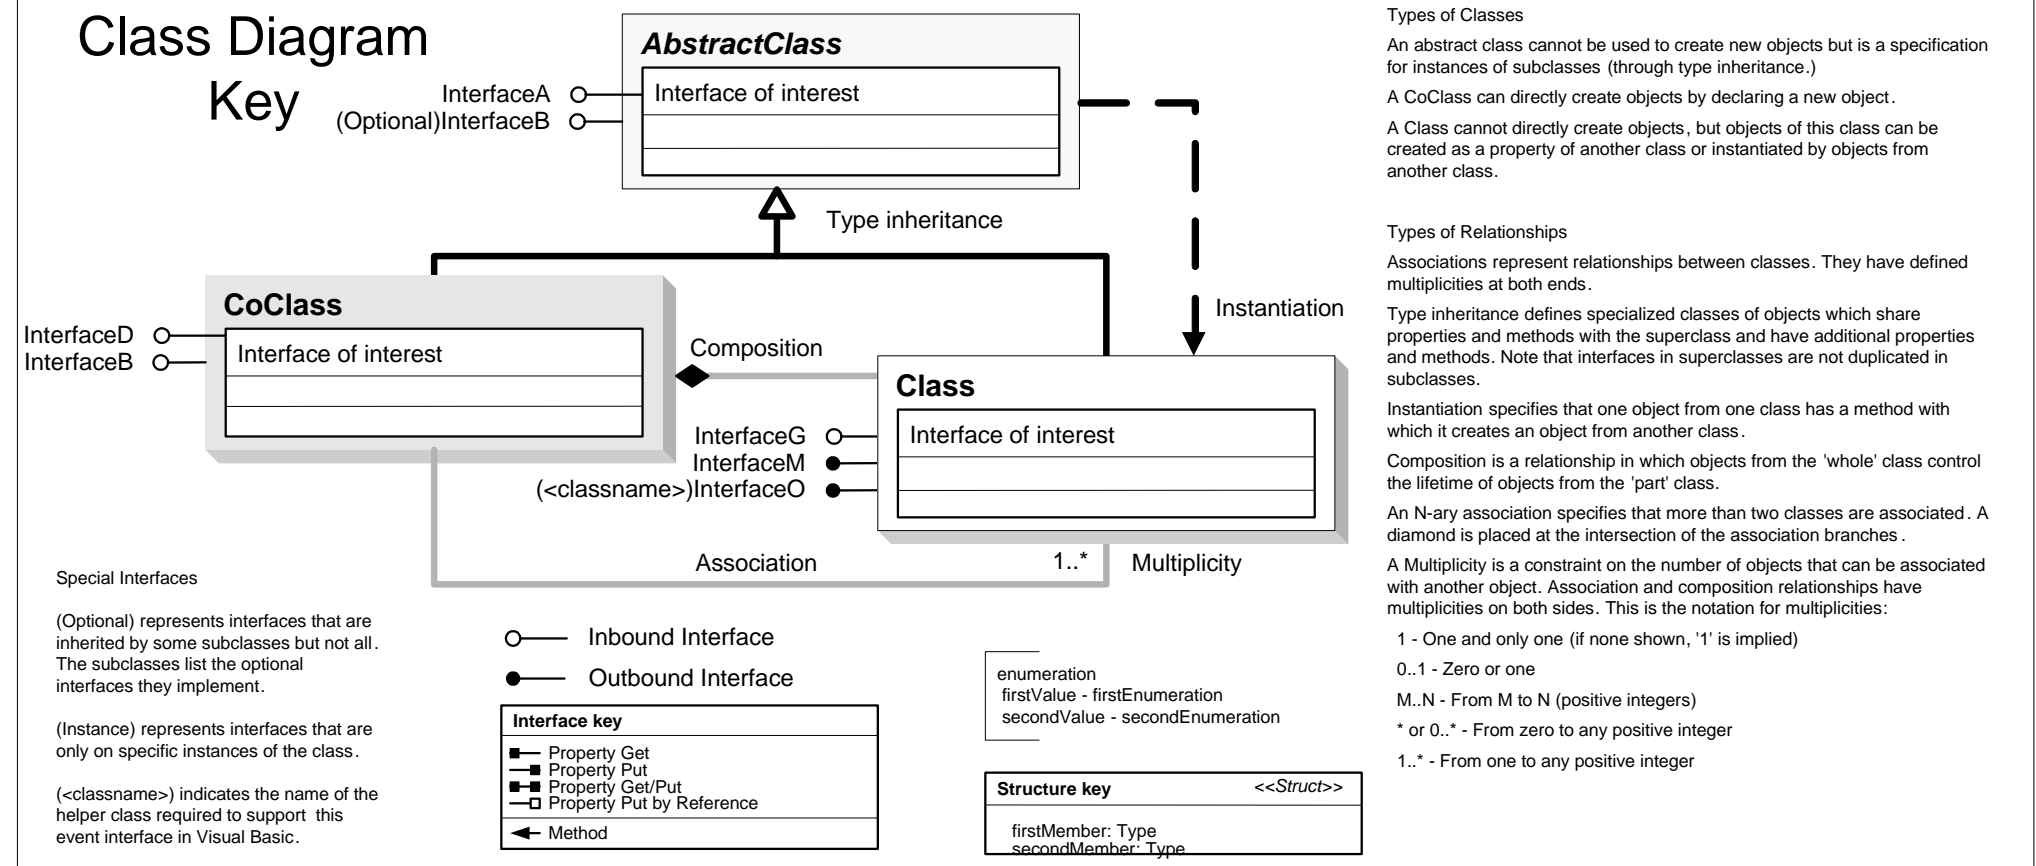 Class Diagram
Key
AbstractClass
Interface of interest
InterfaceA
(Optional)InterfaceB
Type inheritance
Instantiation
CoClass
Interface of interest
InterfaceD
InterfaceB
Composition
Class
Interface of interest
InterfaceG
InterfaceM
(<classname>)InterfaceO
Association
1..*
Multiplicity
Special Interfaces
(Optional) represents interfaces that are
inherited by some subclasses but not all.
The subclasses list the optional
interfaces they implement.
(Instance) represents interfaces that are
only on specific instances of the class.
(<classname>) indicates the name of the
helper class required to support this
event interface in Visual Basic.
Inbound Interface
Outbound Interface
Interface key
Property Get
Property Put
Property Get/Put
Property Put by Reference
Method
enumeration
firstValue - firstEnumeration
secondValue - secondEnumeration
Structure key <<Struct>>
firstMember: Type
secondMember: Type
Types of Classes
An abstract class cannot be used to create new objects but is a specification
for instances of subclasses (through type inheritance.)
A CoClass can directly create objects by declaring a new object.
A Class cannot directly create objects, but objects of this class can be
created as a property of another class or instantiated by objects from
another class.
Types of Relationships
Associations represent relationships between classes. They have defined
multiplicities at both ends.
Type inheritance defines specialized classes of objects which share
properties and methods with the superclass and have additional properties
and methods. Note that interfaces in superclasses are not duplicated in
subclasses.
Instantiation specifies that one object from one class has a method with
which it creates an object from another class.
Composition is a relationship in which objects from the 'whole' class control
the lifetime of objects from the 'part' class.
An N-ary association specifies that more than two classes are associated. A
diamond is placed at the intersection of the association branches.
A Multiplicity is a constraint on the number of objects that can be associated
with another object. Association and composition relationships have
multiplicities on both sides. This is the notation for multiplicities:
1 - One and only one (if none shown, '1' is implied)
0..1 - Zero or one
M..N - From M to N (positive integers)
* or 0..* - From zero to any positive integer
1..* - From one to any positive integer